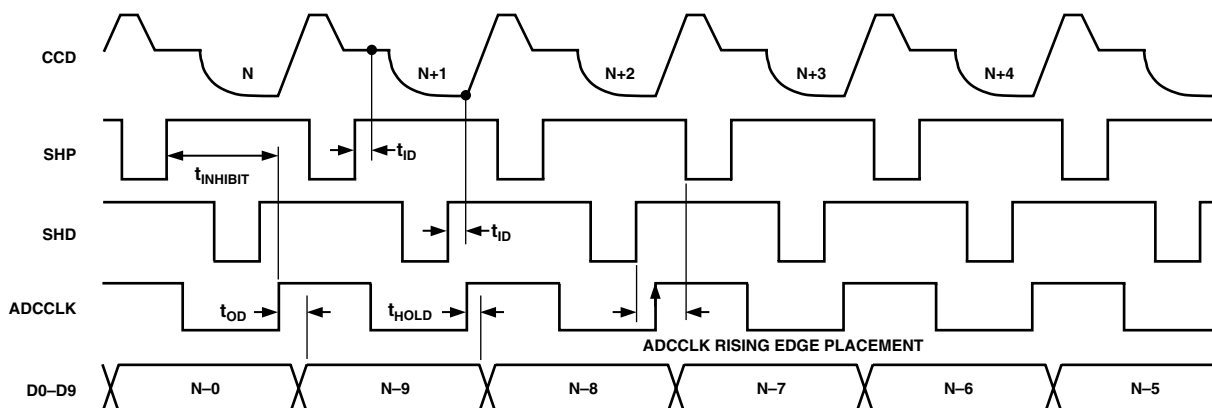 CCD
N
N+1
N+2
N+3
N+4
SHP
tINHIBIT
tID
SHD
tID
ADCCLK
tOD
tHOLD
ADCCLK RISING EDGE PLACEMENT
D0–D9
N–0
N–9
N–8
N–7
N–6
N–5